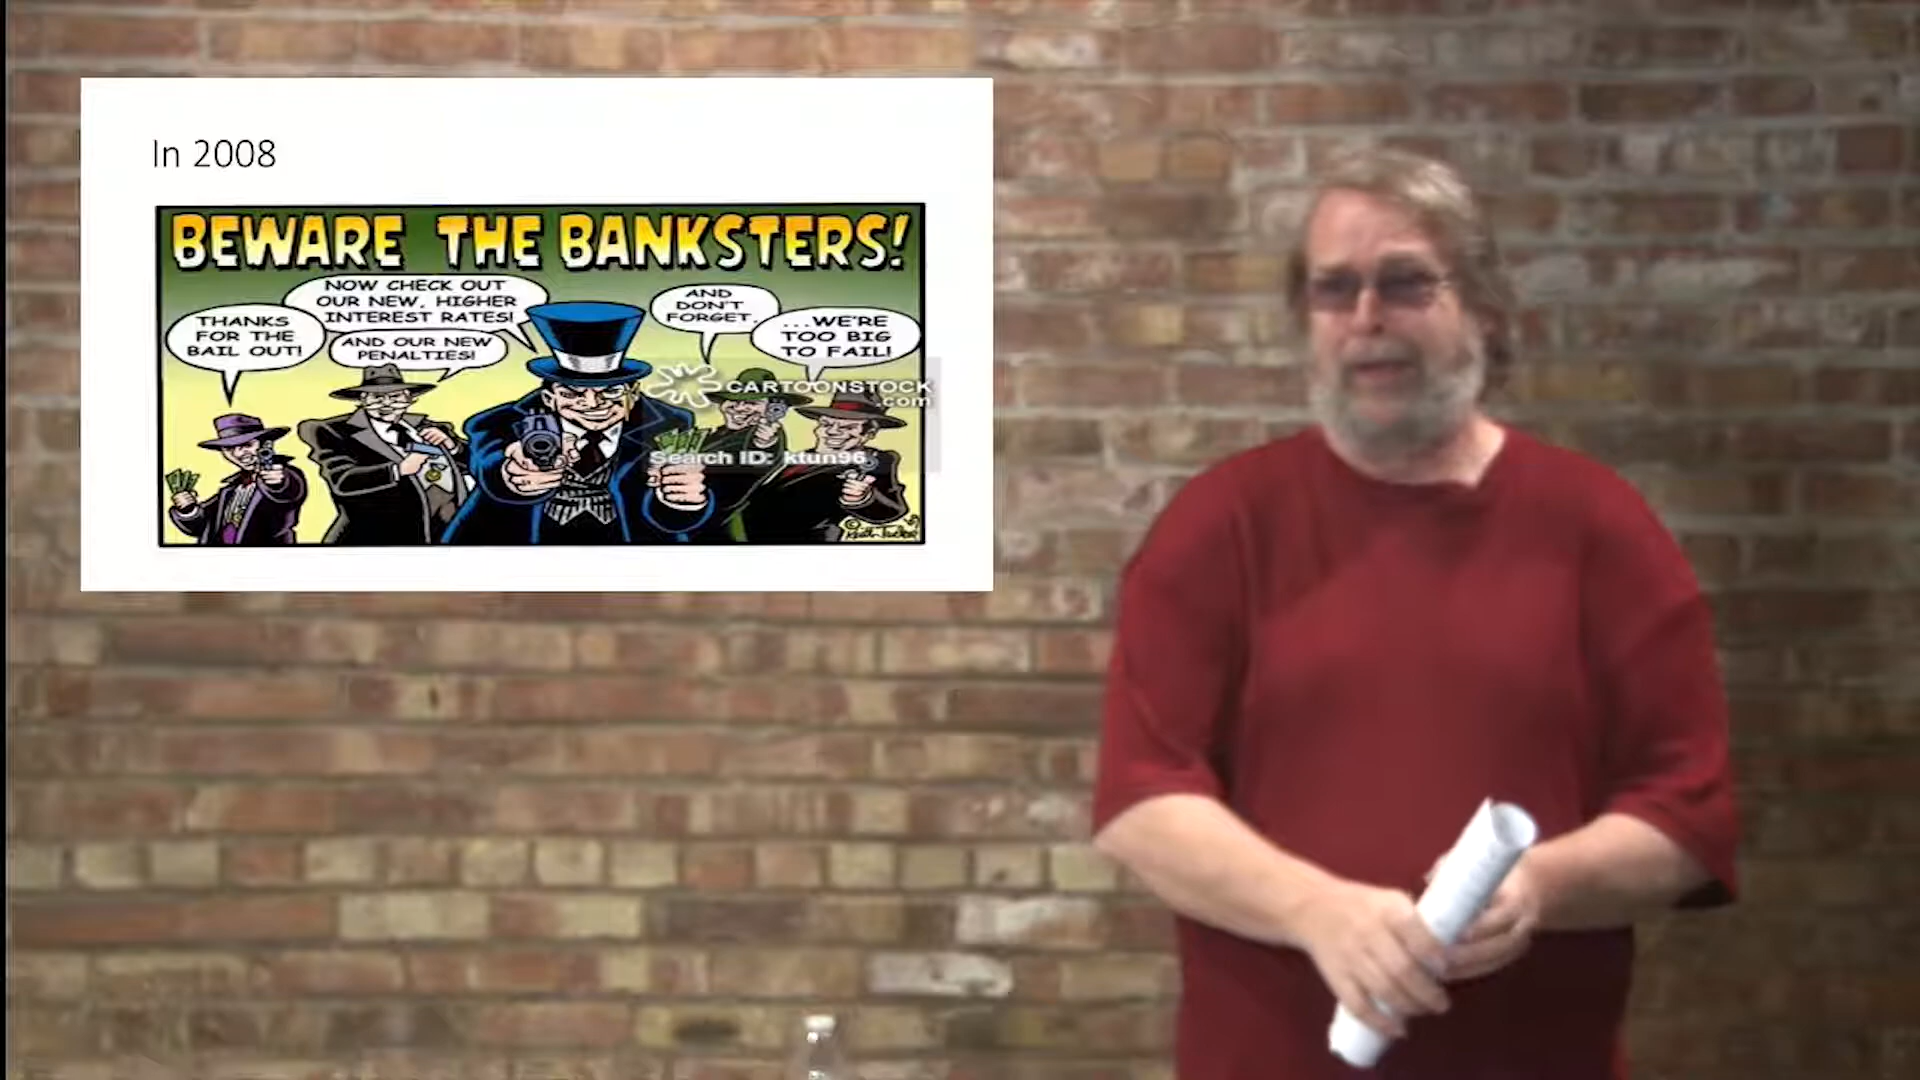 In 2008
BEWARE THE BANKSTERS!
THANKS
FOR THE
BAIL OUT!
NOW CHECK OUT
OUR NEW, HIGHER
INTEREST RATES!
AND OUR NEW
PENALTIES!
AND
DON'T
FORGET...
...WE'RE
TOO BIG
TO FAIL!
CARTOONSTOCK
.com
Search ID: ktun96